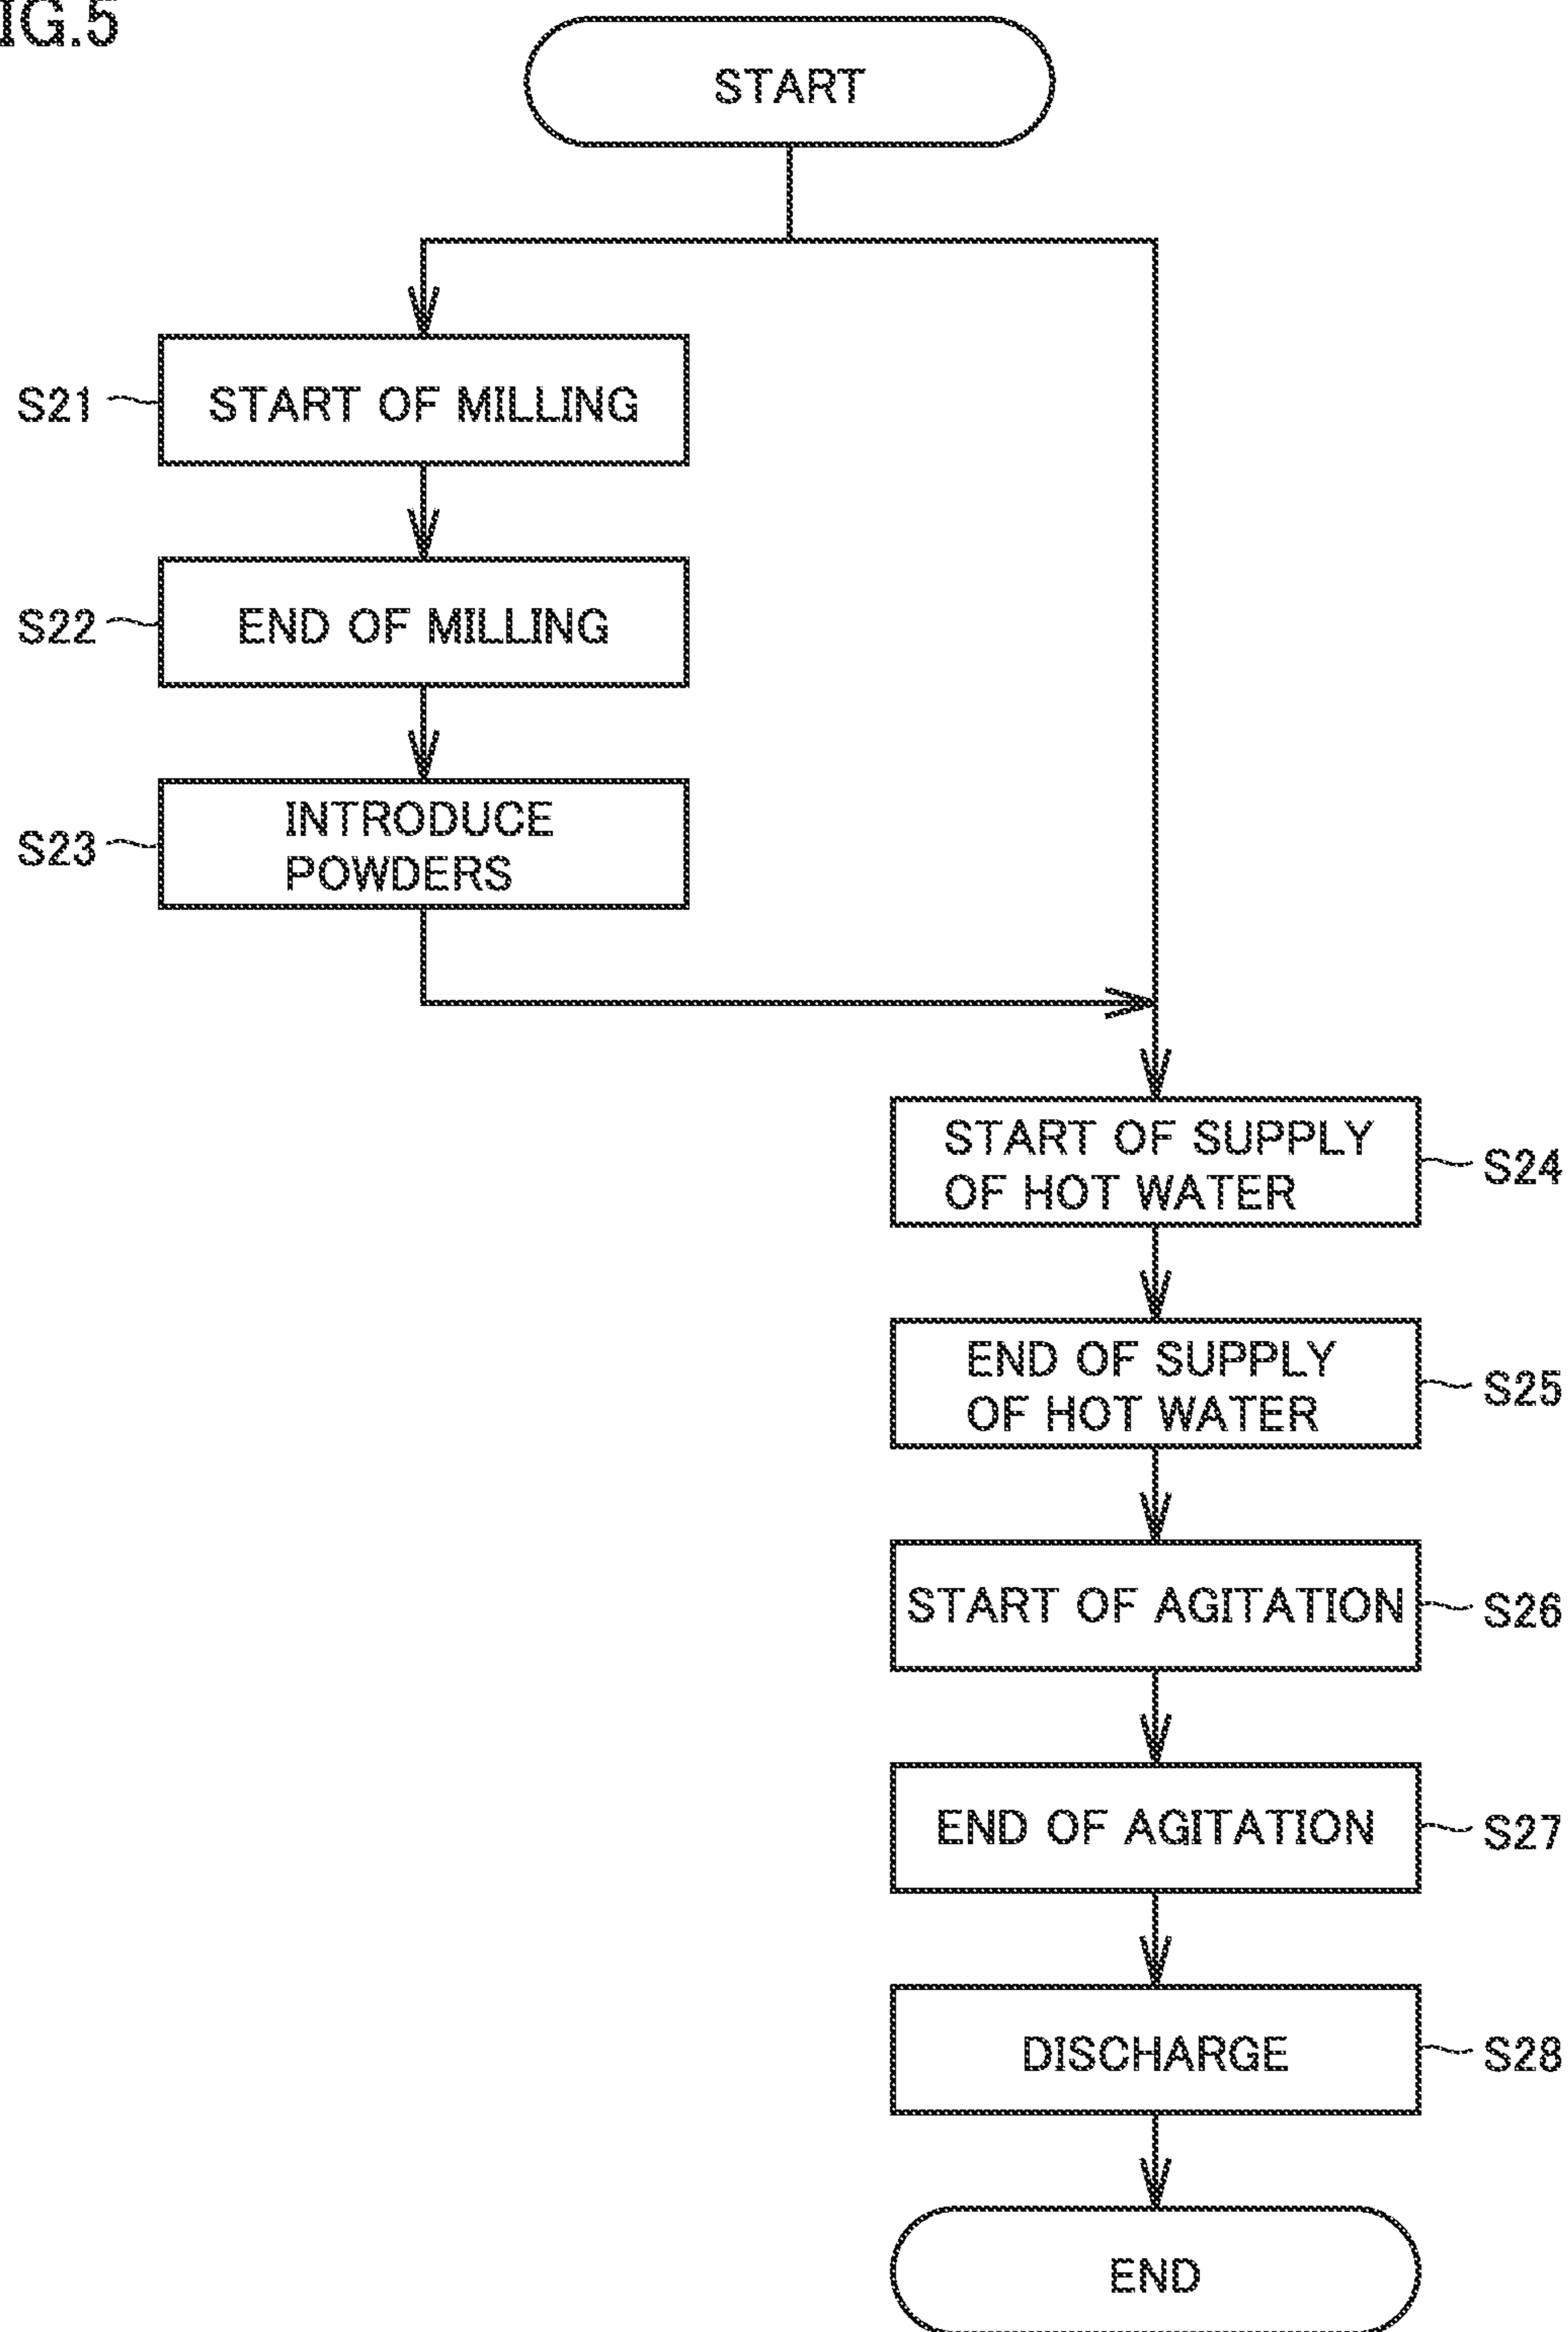 IG.5
START
S21
START OF MILLING
S22
END OF MILLING
S23
INTRODUCE
POWDERS
START OF SUPPLY
OF HOT WATER
S24
END OF SUPPLY
OF HOT WATER
S25
START OF AGITATION
S26
END OF AGITATION
S27
DISCHARGE
S28
END